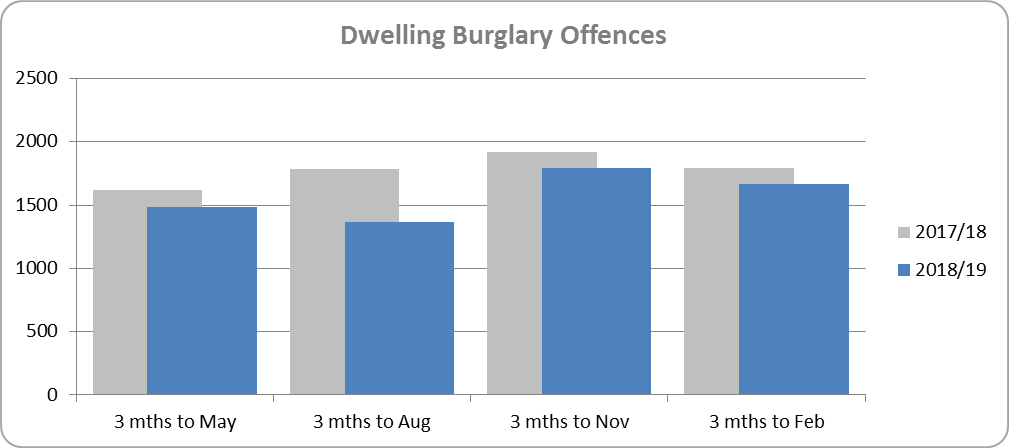 Dwelling Burglary Offences
2500
2000
1500
1000
500
0
3 mths to May
3 mths to Aug
3 mths to Nov
3 mths to Feb
2017/18
2018/19